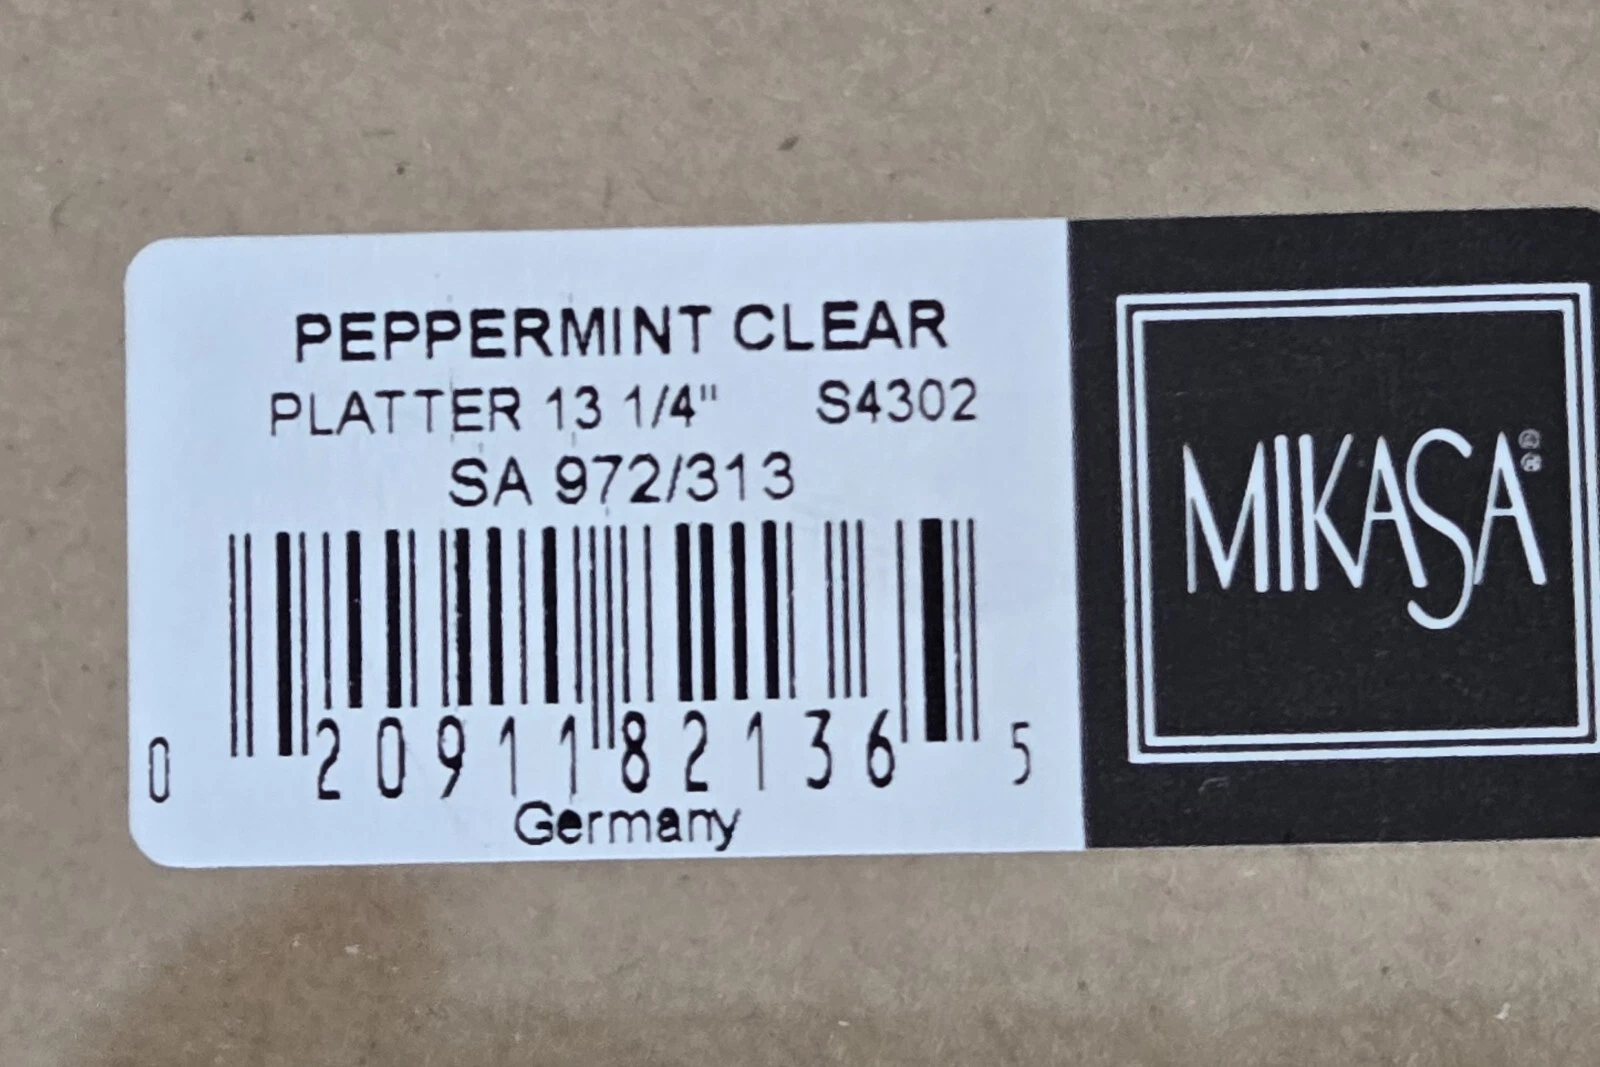 PEPPERMINT CLEAR
PLATTER 13 1/4" S4302
SA 972/313
0 20911 82136 5
Germany
MIKASA®